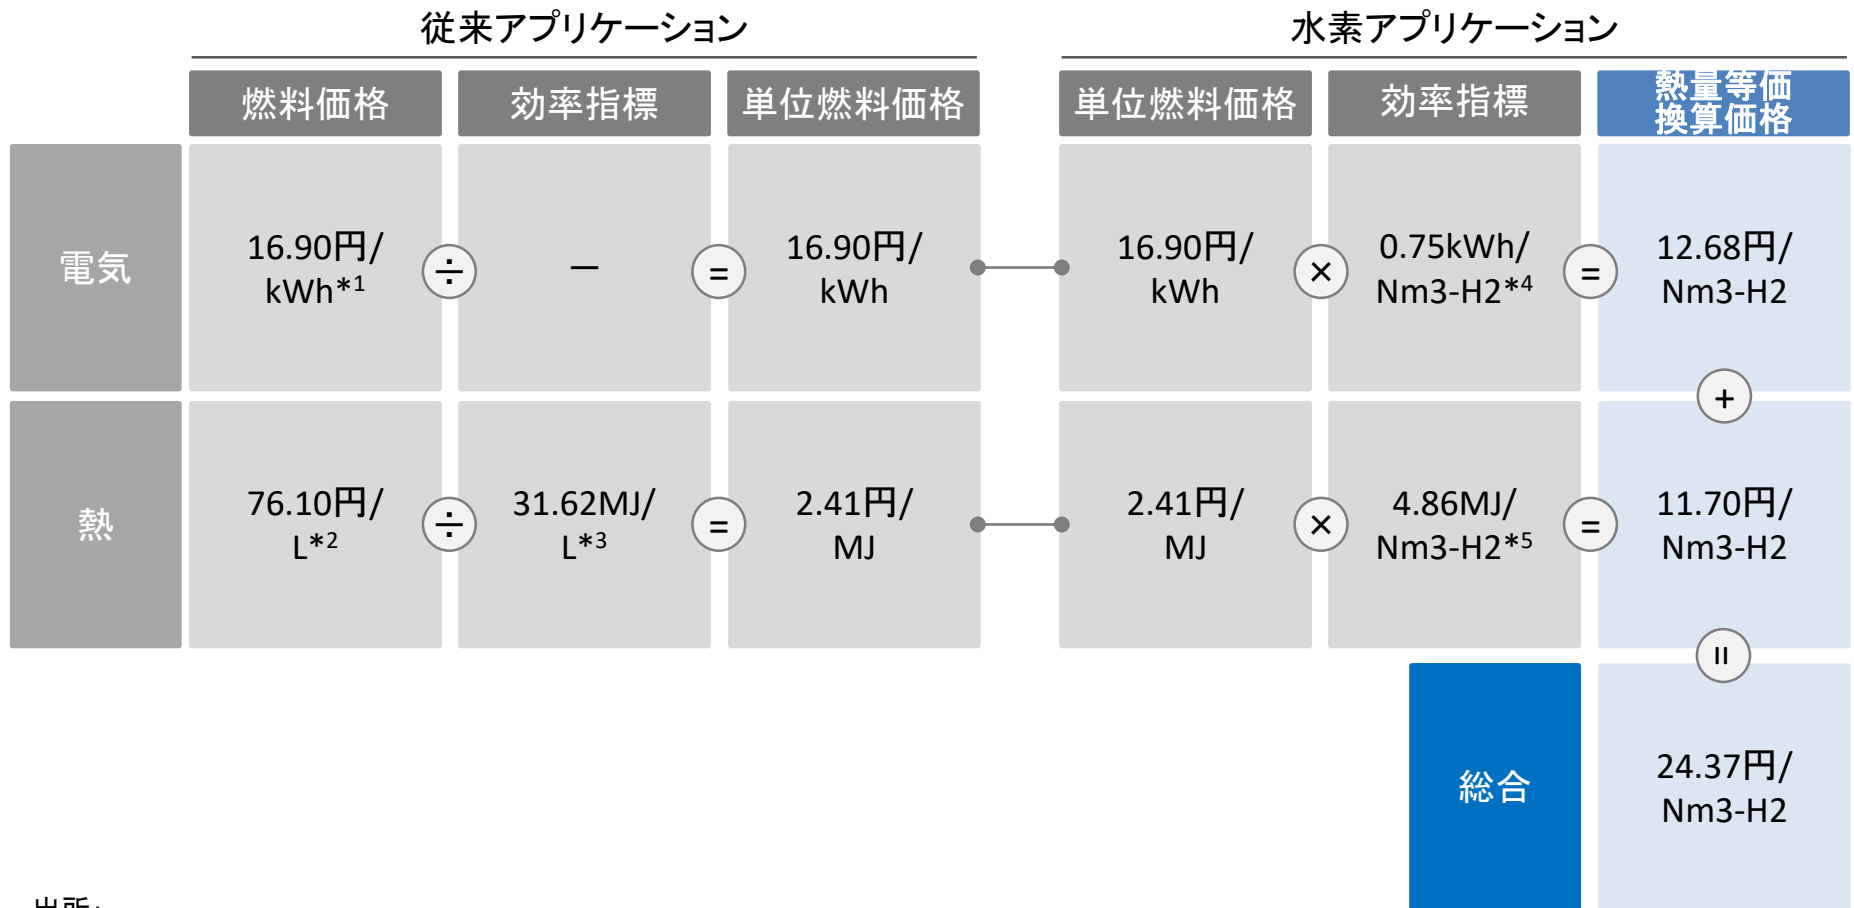 従来アプリケーション
水素アプリケーション
燃料価格
効率指標
単位燃料価格
単位燃料価格
効率指標
熱量等価
換算価格
電気
16.90円/
kWh*1
÷
–
=
16.90円/
kWh
16.90円/
kWh
×
0.75kWh/
Nm3-H2*4
=
12.68円/
Nm3-H2
+
熱
76.10円/
L*2
÷
31.62MJ/
L*3
=
2.41円/
MJ
2.41円/
MJ
×
4.86MJ/
Nm3-H2*5
=
11.70円/
Nm3-H2
=
総合
24.37円/
Nm3-H2